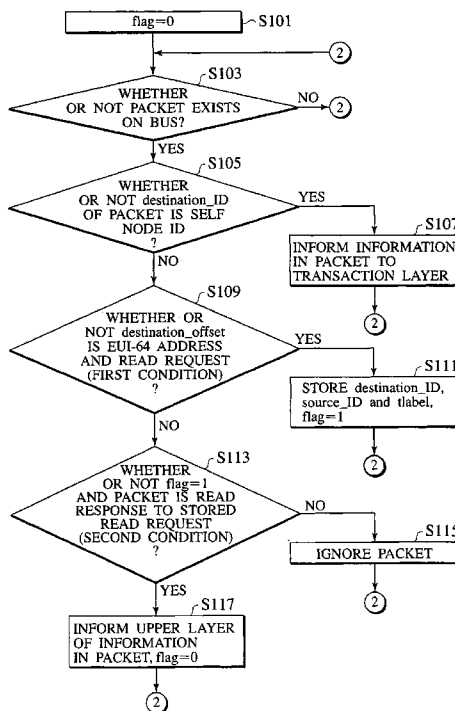 flag=0
S101
2
S103
WHETHER
OR NOT PACKET EXISTS
ON BUS?
NO
2
YES
S105
WHETHER
OR NOT destination_ID
OF PACKET IS SELF
NODE ID
?
YES
S107
INFORM INFORMATION
IN PACKET TO
TRANSACTION LAYER
2
NO
S109
WHETHER OR
NOT destination_offset
IS EUI-64 ADDRESS
AND READ REQUEST
(FIRST CONDITION)
?
YES
S111
STORE destination_ID,
source_ID and tlabel,
flag=1
2
NO
S113
WHETHER
OR NOT flag=1
AND PACKET IS READ
RESPONSE TO STORED
READ REQUEST
(SECOND CONDITION)
?
NO
S115
IGNORE PACKET
2
YES
S117
INFORM UPPER LAYER
OF INFORMATION
IN PACKET, flag=0
2